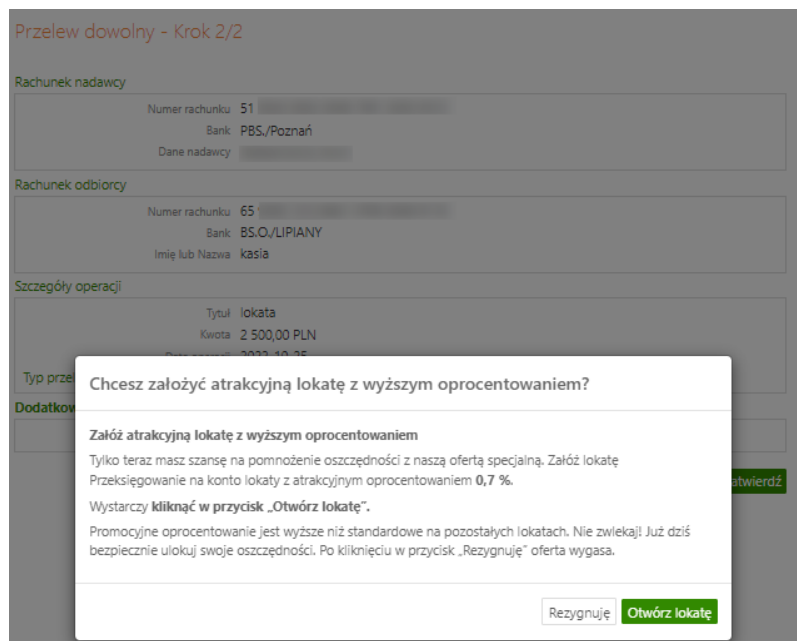 Przelew dowolny - Krok 2/2
Rachunek nadawcy
Numer rachunku 51
Bank PBS./Poznań
Dane nadawcy
Rachunek odbiorcy
Numer rachunku 65
Bank BS.O./LIPIANY
Imię lub Nazwa kasia
Szczegóły operacji
Tytuł lokata
Kwota 2 500,00 PLN
Typ
Chcesz założyć atrakcyjną lokatę z wyższym oprocentowaniem?
Załóż atrakcyjną lokatę z wyższym oprocentowaniem
Tylko teraz masz szansę na pomnożenie oszczędności z naszą ofertą specjalną. Załóż lokatę
Przeksięgowanie na konto lokaty z atrakcyjnym oprocentowaniem 0,7 %.
Wystarczy kliknąć w przycisk „Otwórz lokatę”.
Promocyjne oprocentowanie jest wyższe niż standardowe na pozostałych lokatach. Nie zwlekaj! Już dziś
bezpiecznie ulokuj swoje oszczędności. Po kliknięciu w przycisk „Rezygnuję” oferta wygasa.
Rezygnuję Otwórz lokatę